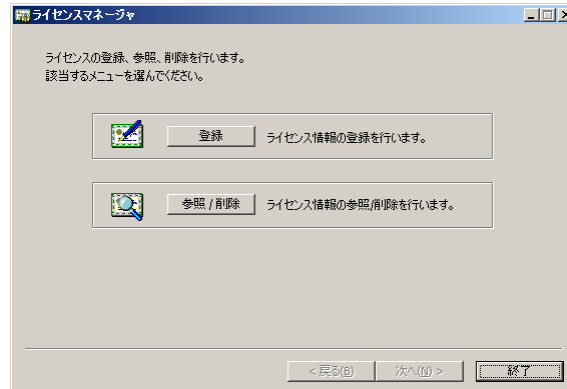 ライセンスマネージャ
ライセンスの登録、参照、削除を行います。
該当するメニューを選んでください。
登録 ライセンス情報の登録を行います。
参照 / 削除 ライセンス情報の参照/削除を行います。
< 戻る(B) 次へ(N) > 終了